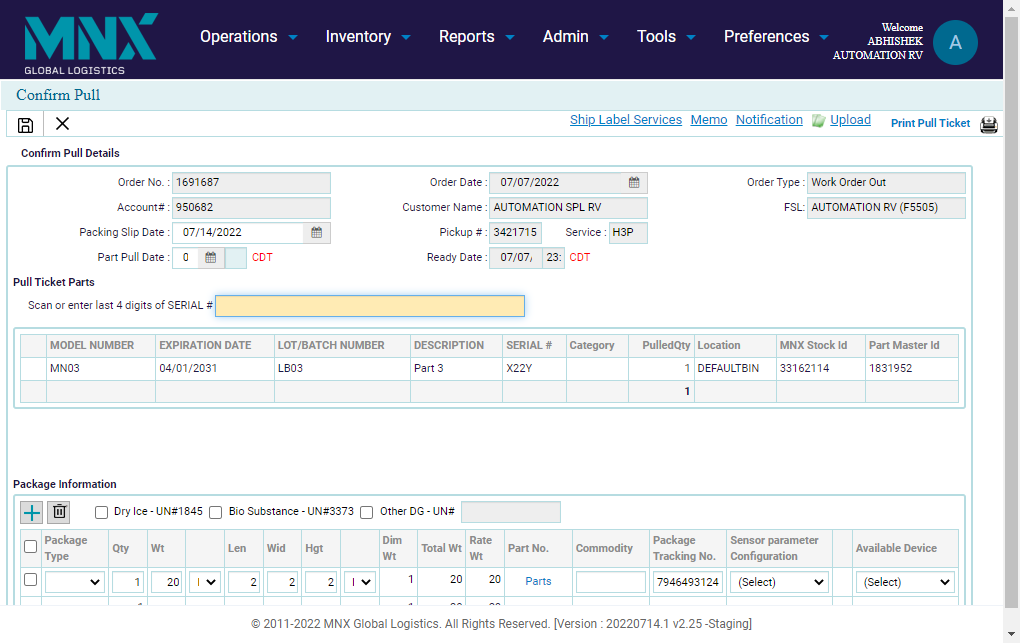 MNX
GLOBAL LOGISTICS
Operations Inventory Reports Admin Tools Preferences
Welcome
ABHISHEK
AUTOMATION RV
A
Confirm Pull
Ship Label Services Memo Notification Upload Print Pull Ticket
Confirm Pull Details
Order No. : 1691687 Order Date : 07/07/2022 Order Type : Work Order Out
Account# : 950682 Customer Name : AUTOMATION SPL RV FSL: AUTOMATION RV (F5505)
Packing Slip Date : 07/14/2022 Pickup # : 3421715 Service : H3P
Part Pull Date : 0 CDT Ready Date : 07/07/ 23: CDT
Pull Ticket Parts
Scan or enter last 4 digits of SERIAL #
MODEL NUMBER EXPIRATION DATE LOT/BATCH NUMBER DESCRIPTION SERIAL # Category PulledQty Location MNX Stock Id Part Master Id
MN03 04/01/2031 LB03 Part 3 X22Y 1 DEFAULTBIN 33162114 1831952
1
Package Information
Dry Ice - UN#1845 Bio Substance - UN#3373 Other DG - UN#
Package Type Qty Wt Len Wid Hgt Dim Wt Total Wt Rate Wt Part No. Commodity Package Tracking No. Sensor parameter Configuration Available Device
1 20 I 2 2 2 I 1 20 20 Parts 7946493124 (Select) (Select)
© 2011-2022 MNX Global Logistics. All Rights Reserved. [Version : 20220714.1 v2.25 -Staging]